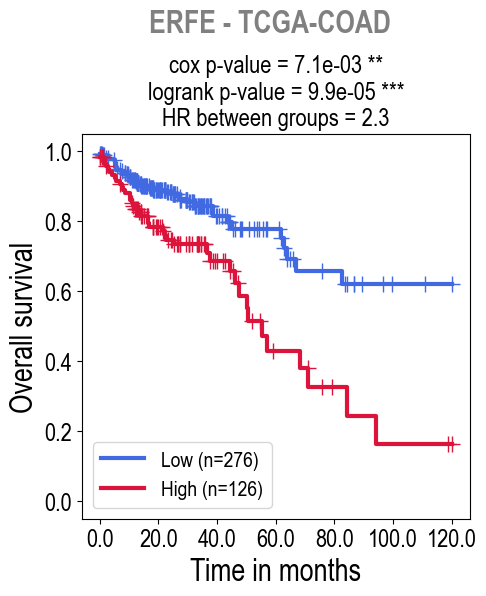 ERFE - TCGA-COAD
cox p-value = 7.1e-03 **
logrank p-value = 9.9e-05 ***
HR between groups = 2.3
1.0
0.8
0.6
0.4
0.2
0.0
Overall survival
Low (n=276)
High (n=126)
0.0 20.0 40.0 60.0 80.0 100.0 120.0
Time in months